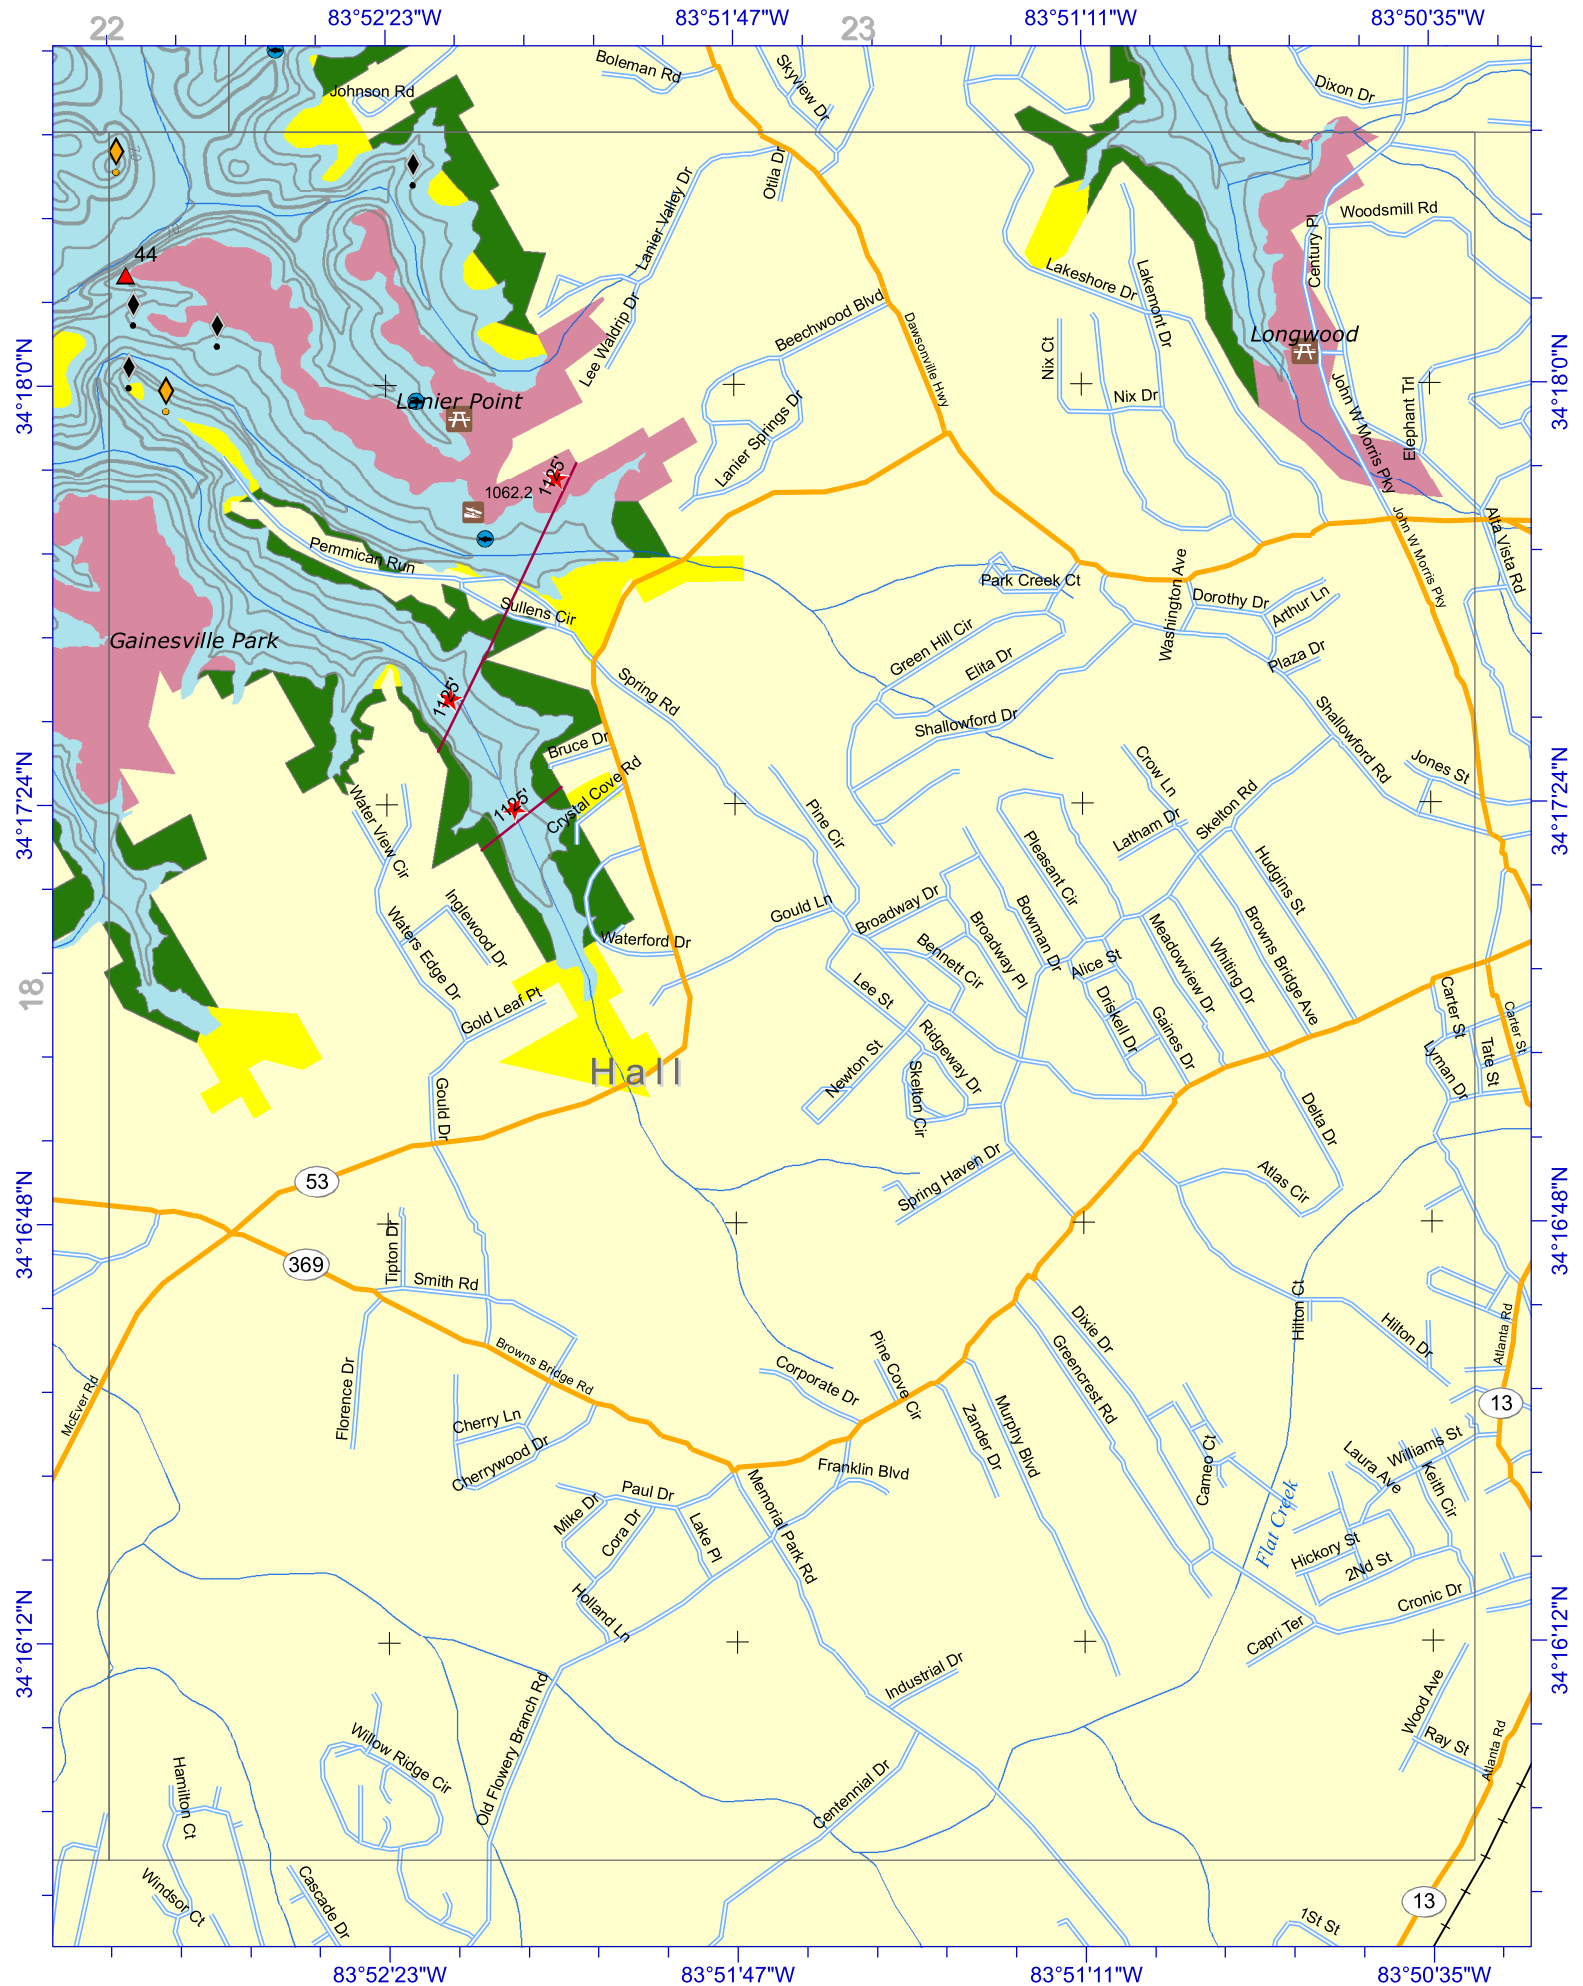 22
83°52'23"W
83°51'47"W
23
83°51'11"W
83°50'35"W
Johnson Rd
Boleman Rd
Skyview Dr
Dixon Dr
70
Otila Dr
Lanier Valley Dr
Woodsmill Rd
Century Pl
44
Lakeshore Dr
Lakemont Dr
Lee Waldrip Dr
Beechwood Blvd
Dawsonville Hwy
Longwood
Nix Ct
Nix Dr
34°18'0"N
34°18'0"N
Lanier Point
Lanier Springs Dr
John W Morris Pky
Elephant Trl
1125'
1062.2
John W Morris Pky
Alta Vista Rd
Pemmican Run
Park Creek Ct
Washington Ave
Dorothy Dr
Arthur Ln
Sullens Cir
Gainesville Park
Green Hill Cir
Elita Dr
Plaza Dr
1125'
Spring Rd
Shallowford Dr
Shallowford Rd
Bruce Dr
Crow Ln
Jones St
34°17'24"N
34°17'24"N
1125'
Crystal Cove Rd
Water View Cir
Pine Cir
Latham Dr
Skelton Rd
Pleasant Cir
Hudgins St
Inglewood Dr
Waters Edge Dr
Gould Ln
Broadway Dr
Bowman Dr
Broadway Pl
Bennett Cir
Waterford Dr
Alice St
Meadowview Dr
Whiting Dr
Browns Bridge Ave
18
Gold Leaf Pt
Lee St
Driskell Dr
Gaines Dr
Carter St
Carter St
Hall
Newton St
Ridgeway Dr
Skelton Cir
Lyman Dr
Tate St
Gould Dr
Delta Dr
53
Spring Haven Dr
Atlas Cir
34°16'48"N
34°16'48"N
369
Tipton Dr
Smith Rd
Hilton Ct
Hilton Dr
Atlanta Rd
Dixie Dr
Greencrest Rd
Browns Bridge Rd
Florence Dr
McEver Rd
Corporate Dr
Pine Cove Cir
Zander Dr
Murphy Blvd
13
Cherry Ln
Cherrywood Dr
Cameo Ct
Laura Ave
Williams St
Keith Cir
Franklin Blvd
Paul Dr
Mike Dr
Cora Dr
Lake Pl
Memorial Park Rd
Flat Creek
Hickory St
2Nd St
Cronic Dr
Holland Ln
Capri Ter
34°16'12"N
34°16'12"N
Industrial Dr
Wood Ave
Ray St
Atlanta Rd
Willow Ridge Cir
Old Flowery Branch Rd
Hamilton Ct
Centennial Dr
Windsor Ct
Cascade Dr
13
1St St
83°52'23"W
83°51'47"W
83°51'11"W
83°50'35"W